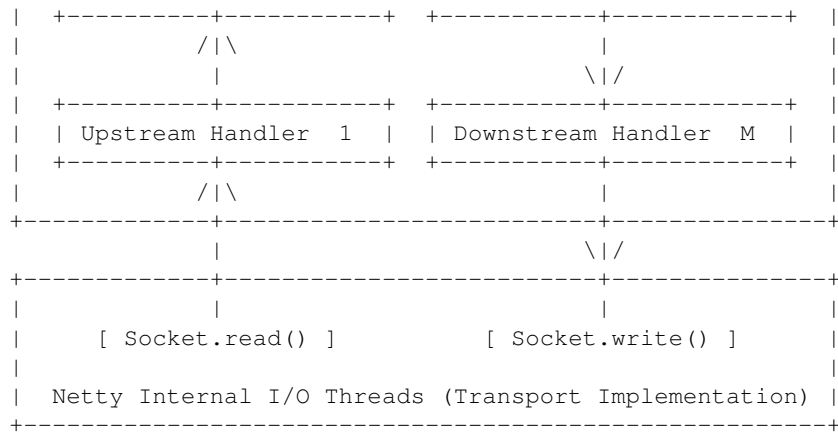 Upstream Handler 1 Downstream Handler M
[ Socket.read() ] [ Socket.write() ]
Netty Internal I/O Threads (Transport Implementation)